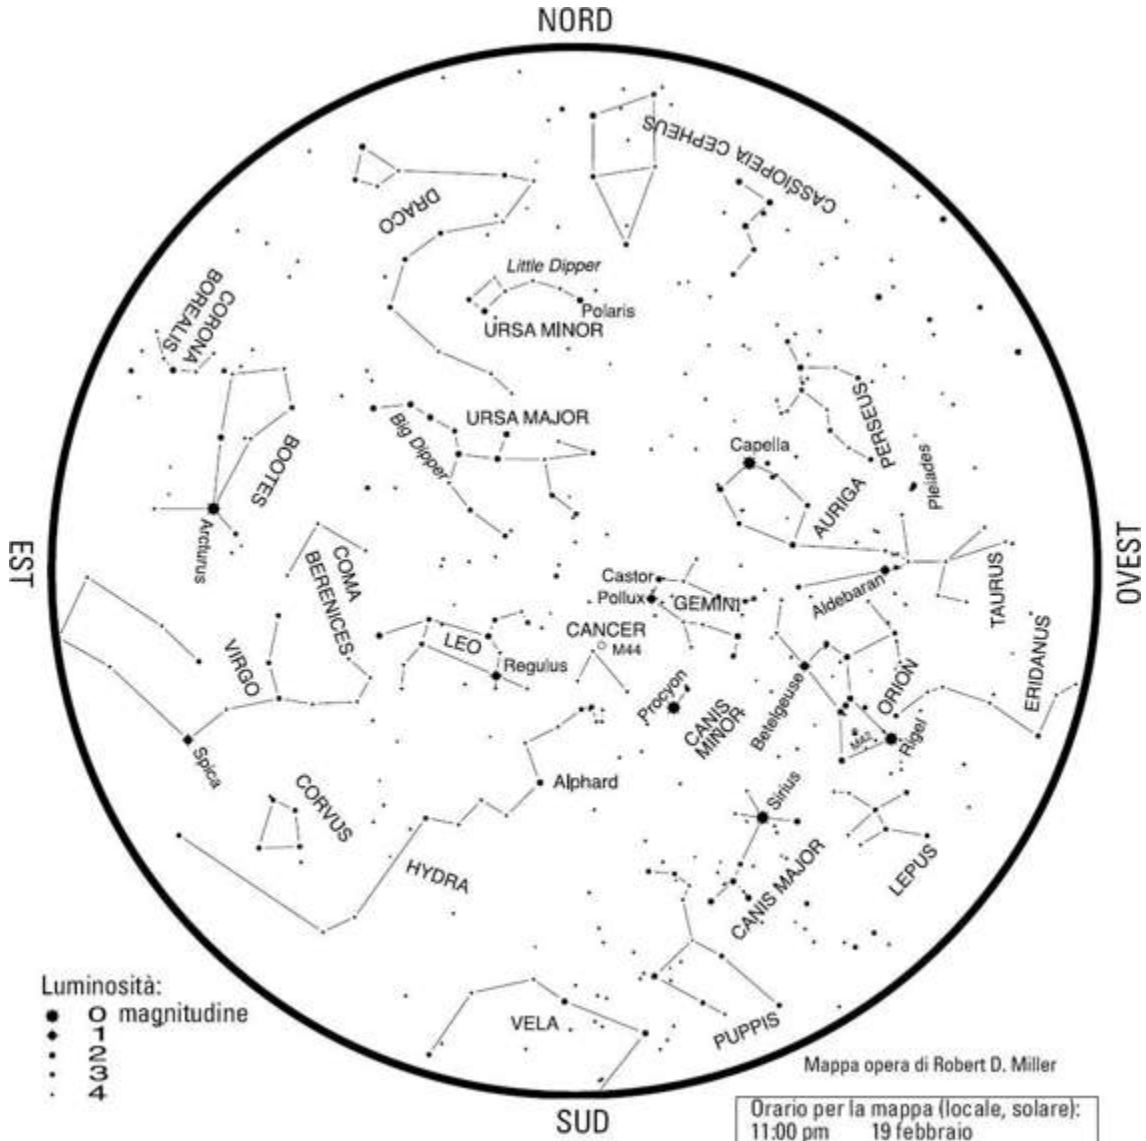 NORD
CASSIOPEIA CEPHEUS
DRACO
Little Dipper
Polaris
URSA MINOR
CORONA
BOREALIS
URSA MAJOR
Big Dipper
PERSEUS
Capella
Pleiades
BOOTES
AURIGA
Arcturus
EST
OVEST
COMA
BERENICES
Castor
Pollux
GEMINI
Aldebaran
TAURUS
CANCER
M44
LEO
Regulus
VIRGO
ERIDANUS
Procyon
CANIS
MINOR
Betelgeuse
ORION
M42
Rigel
Spica
Alphard
Sirius
CORVUS
HYDRA
CANIS MAJOR
LEPUS
Luminosità:
0 magnitudine
1
2
3
4
VELA
PUPPIS
Mappa opera di Robert D. Miller
SUD
Orario per la mappa (locale, solare):
11:00 pm 19 febbraio